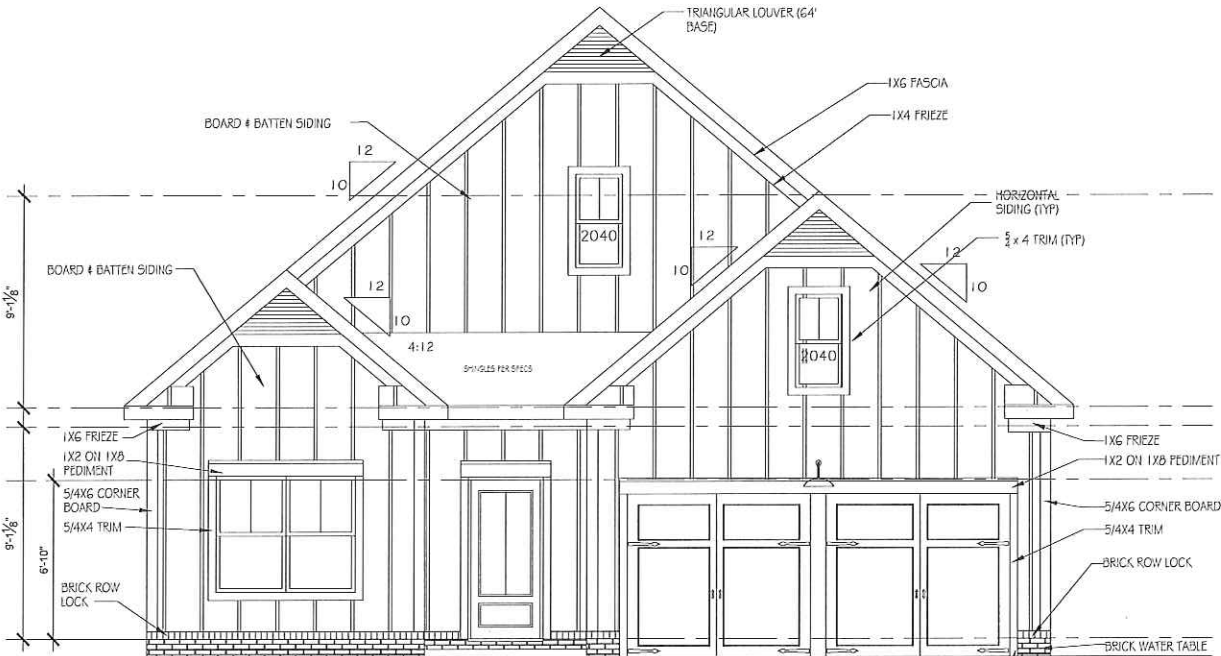 TRIANGULAR LOUVER (64'
BASE)
1X6 FASCIA
1X4 FRIEZE
BOARD & BATTEN SIDING
12
10
HORIZONTAL
SIDING (TYP)
5/4 x 4 TRIM (TYP)
2040
12
10
12
10
BOARD & BATTEN SIDING
12
10
9'-1⅛"
4:12
SHINGLES PER SPECS
2040
1X6 FRIEZE
1X2 ON 1X8
PEDIMENT
5/4X6 CORNER
BOARD
5/4X4 TRIM
9'-1⅛"
6'-10"
BRICK ROW
LOCK
1X6 FRIEZE
1X2 ON 1X8 PEDIMENT
5/4X6 CORNER BOARD
5/4X4 TRIM
BRICK ROW LOCK
BRICK WATER TABLE